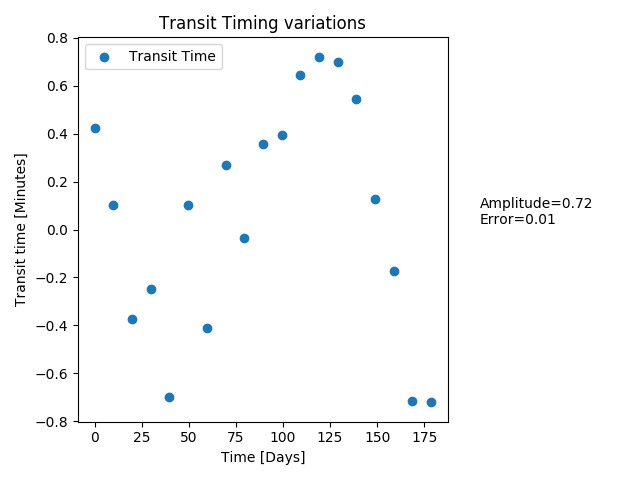 Transit Timing variations
Transit Time
0.8
0.6
0.4
0.2
0.0
−0.2
−0.4
−0.6
−0.8
Transit time [Minutes]
0 25 50 75 100 125 150 175
Time [Days]
Amplitude=0.72
Error=0.01